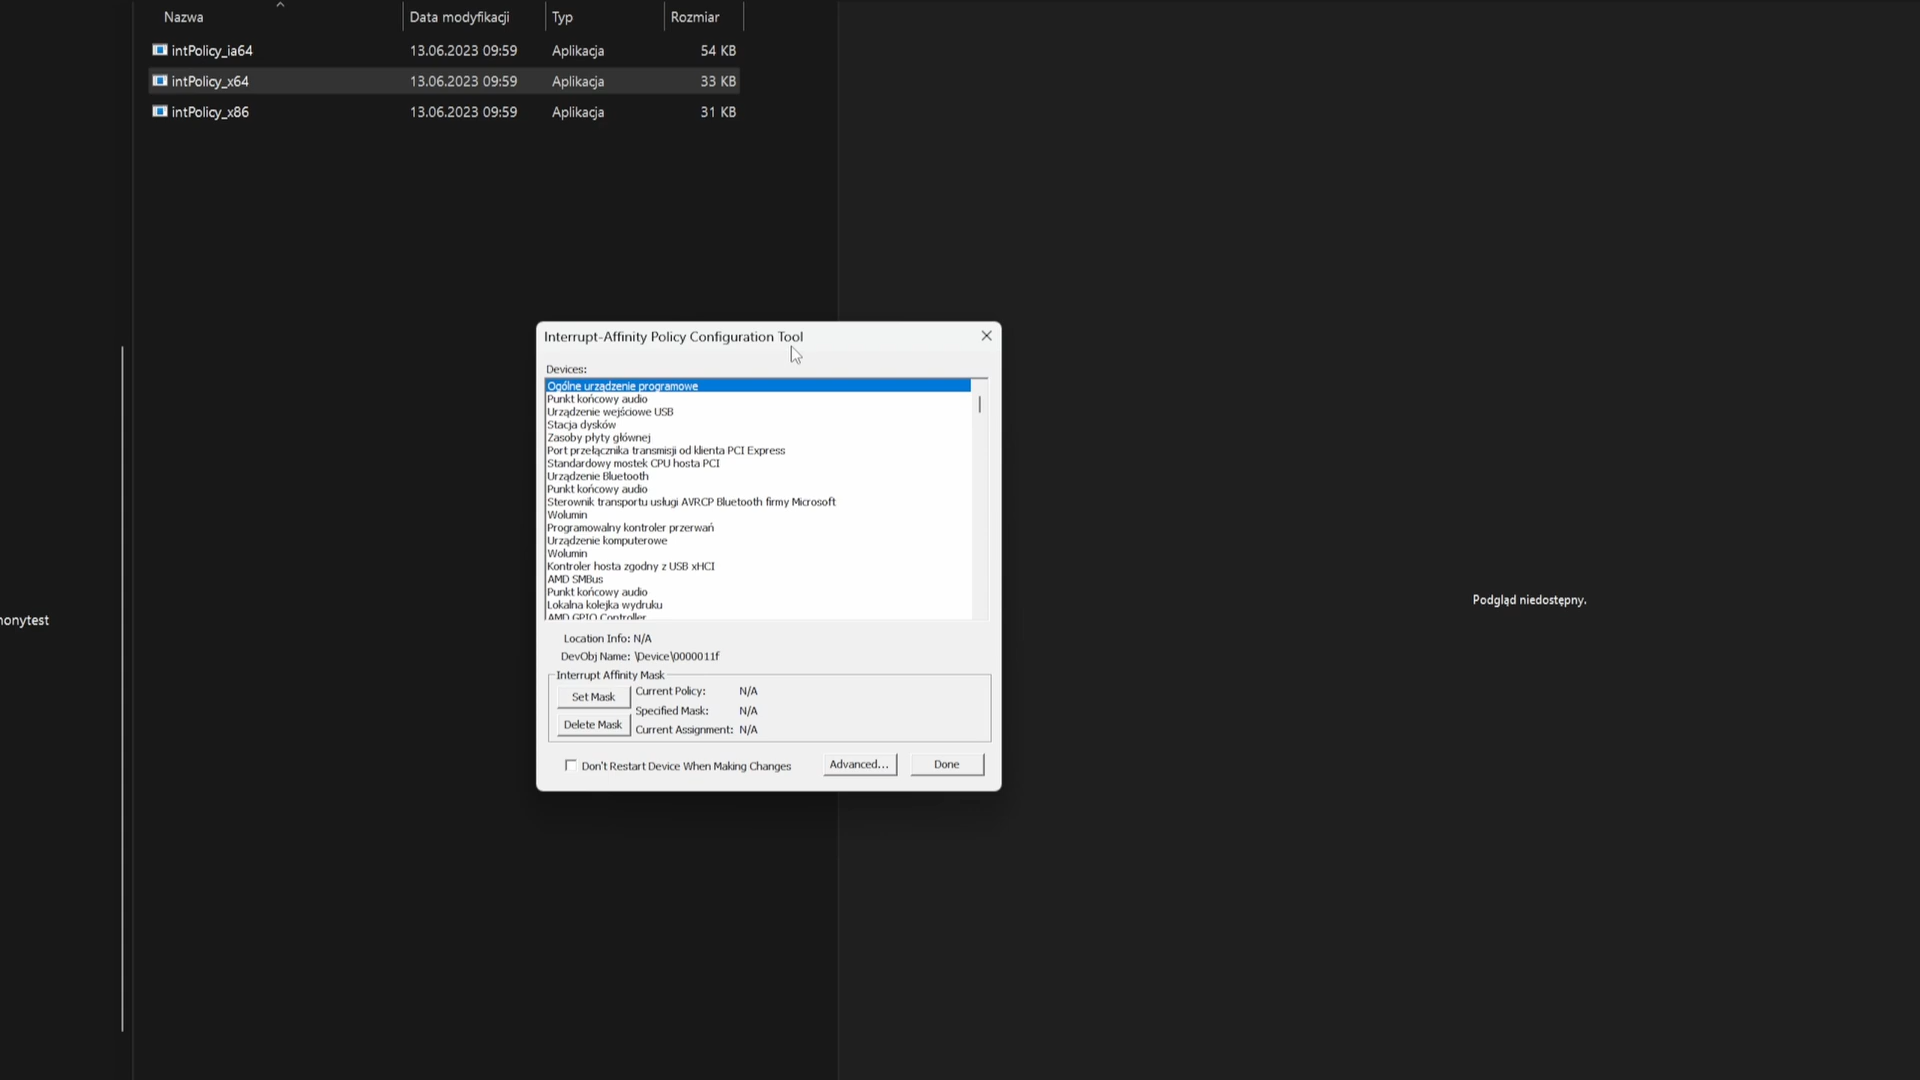 Nazwa Data modyfikacji Typ Rozmiar
intPolicy_ia64 13.06.2023 09:59 Aplikacja 54 KB
intPolicy_x64 13.06.2023 09:59 Aplikacja 33 KB
intPolicy_x86 13.06.2023 09:59 Aplikacja 31 KB
onytest
Interrupt-Affinity Policy Configuration Tool
Devices:
Ogólne urządzenie programowe
Punkt końcowy audio
Urządzenie wejściowe USB
Stacja dysków
Zasoby płyty głównej
Port przełącznika transmisji od klienta PCI Express
Standardowy mostek CPU hosta PCI
Urządzenie Bluetooth
Punkt końcowy audio
Sterownik transportu usługi AVRCP Bluetooth firmy Microsoft
Wolumin
Programowalny kontroler przerwań
Urządzenie komputerowe
Wolumin
Kontroler hosta zgodny z USB xHCI
AMD SMBus
Punkt końcowy audio
Lokalna kolejka wydruku
AMD GPIO Controller
Location Info: N/A
DevObj Name: \Device\0000011f
Interrupt Affinity Mask
Set Mask Current Policy: N/A
Specified Mask: N/A
Delete Mask Current Assignment: N/A
Don't Restart Device When Making Changes Advanced... Done
Podgląd niedostępny.